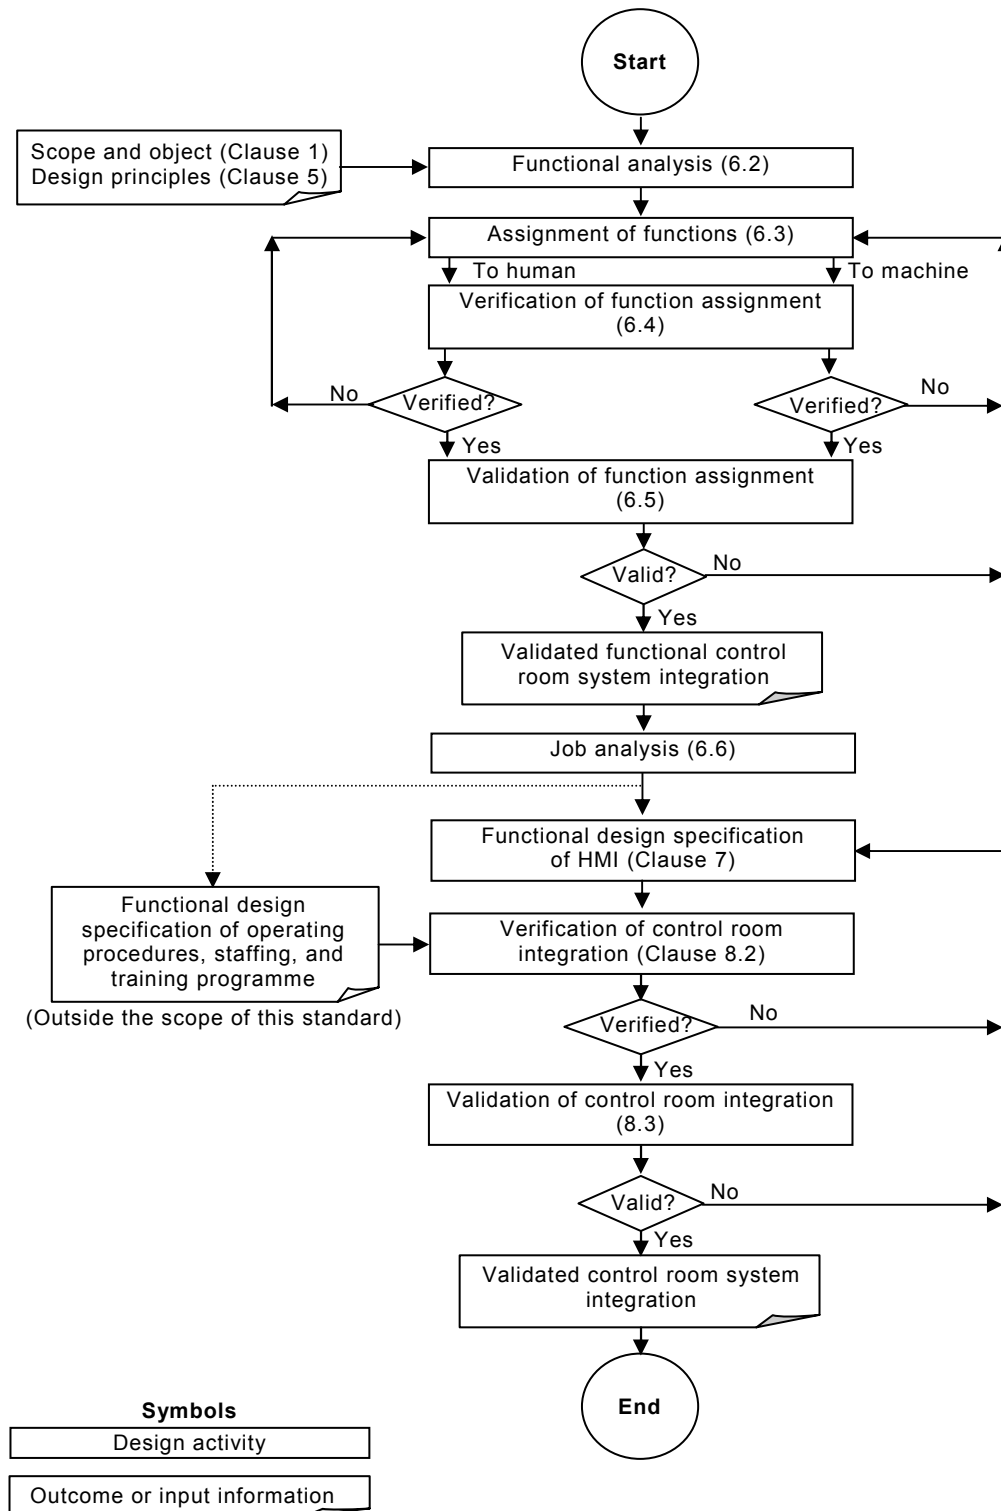 Start
Scope and object (Clause 1)
Design principles (Clause 5)
Functional analysis (6.2)
Assignment of functions (6.3)
To human
To machine
Verification of function assignment
(6.4)
No
Verified?
Verified?
No
Yes
Yes
Validation of function assignment
(6.5)
Valid?
No
Yes
Validated functional control
room system integration
Job analysis (6.6)
Functional design specification
of HMI (Clause 7)
Functional design
specification of operating
procedures, staffing, and
training programme
(Outside the scope of this standard)
Verification of control room
integration (Clause 8.2)
Verified?
No
Yes
Validation of control room integration
(8.3)
Valid?
No
Yes
Validated control room system
integration
End
Symbols
Design activity
Outcome or input information